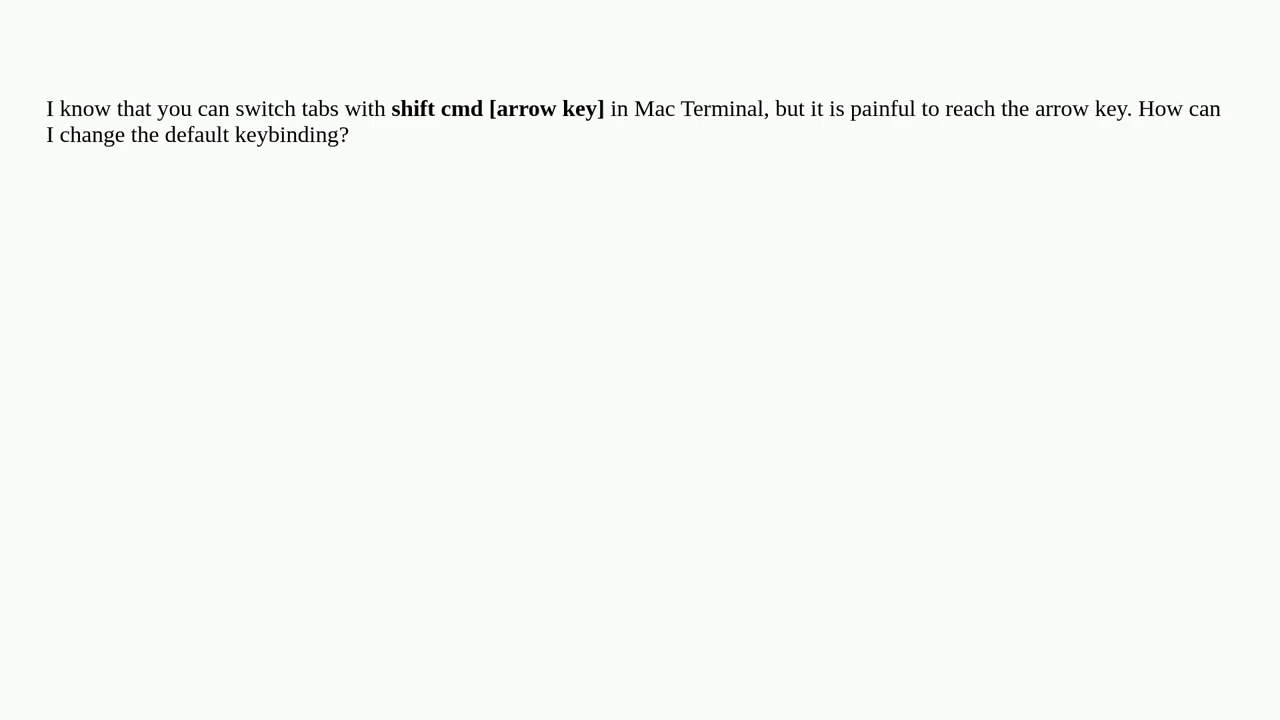 I know that you can switch tabs with shift cmd [arrow key] in Mac Terminal, but it is painful to reach the arrow key. How can
I change the default keybinding?